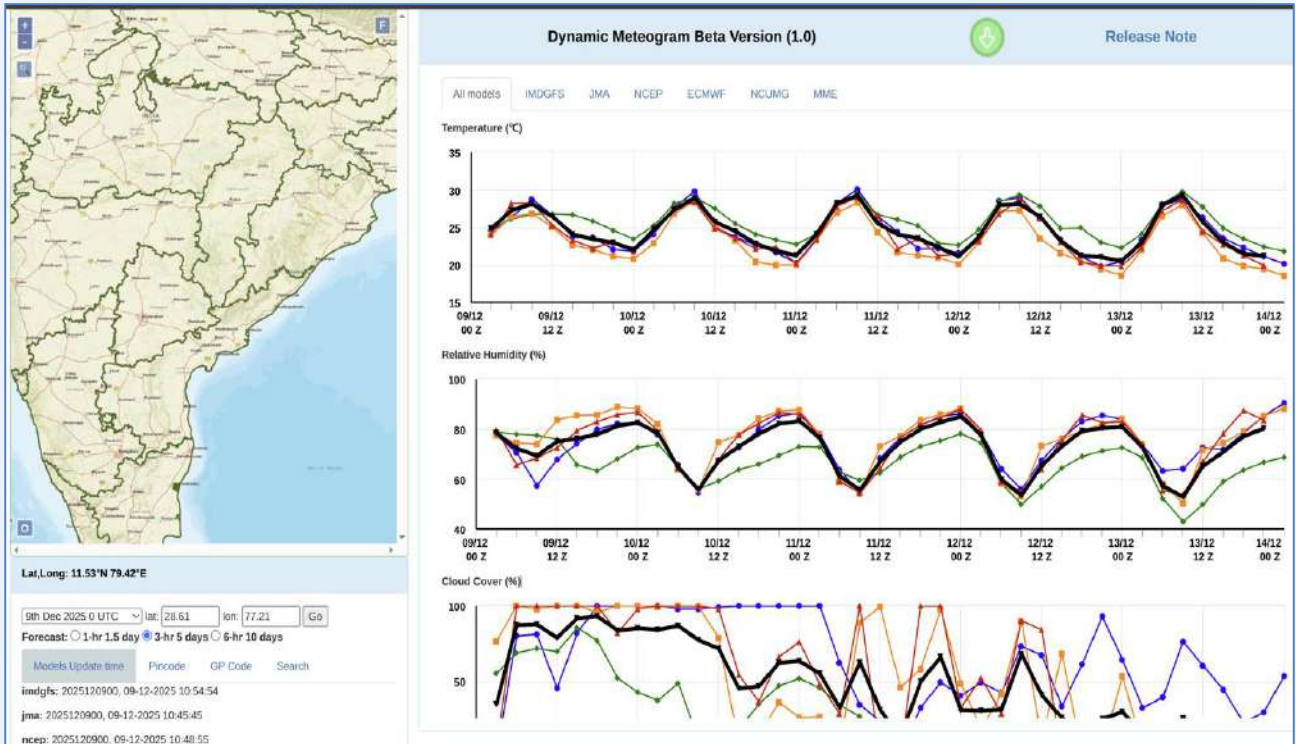 +
-
F
INDIA
Lat,Long: 11.53°N 79.42°E
9th Dec 2025 0 UTC lat: 28.61 lon: 77.21 Go
Forecast: 1-hr 1.5 day 3-hr 5 days 6-hr 10 days
Models Update time Pincode GP Code Search
imdgfs: 2025120900, 09-12-2025 10:54:54
jma: 2025120900, 09-12-2025 10:45:45
ncep: 2025120900, 09-12-2025 10:48:55
Dynamic Meteogram Beta Version (1.0) Release Note
All models IMDGFS JMA NCEP ECMWF NCUMG MME
Temperature (°C)
35
30
25
20
15
09/12 09/12 10/12 10/12 11/12 11/12 12/12 12/12 13/12 13/12 14/12
00 Z 12 Z 00 Z 12 Z 00 Z 12 Z 00 Z 12 Z 00 Z 12 Z 00 Z
Relative Humidity (%)
100
80
60
40
09/12 09/12 10/12 10/12 11/12 11/12 12/12 12/12 13/12 13/12 14/12
00 Z 12 Z 00 Z 12 Z 00 Z 12 Z 00 Z 12 Z 00 Z 12 Z 00 Z
Cloud Cover (%)
100
50